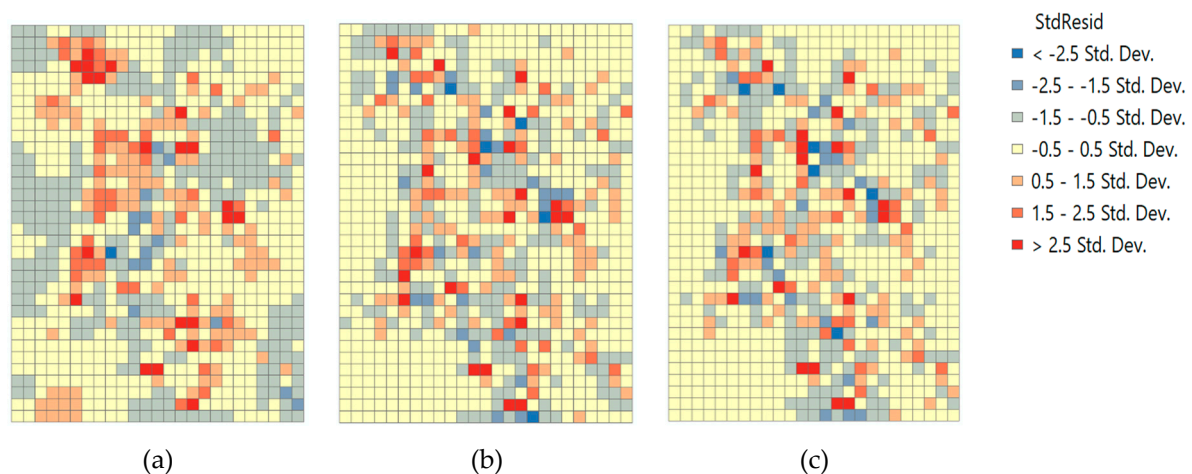 StdResid
< -2.5 Std. Dev.
-2.5 - -1.5 Std. Dev.
-1.5 - -0.5 Std. Dev.
-0.5 - 0.5 Std. Dev.
0.5 - 1.5 Std. Dev.
1.5 - 2.5 Std. Dev.
> 2.5 Std. Dev.
(a)
(b)
(c)